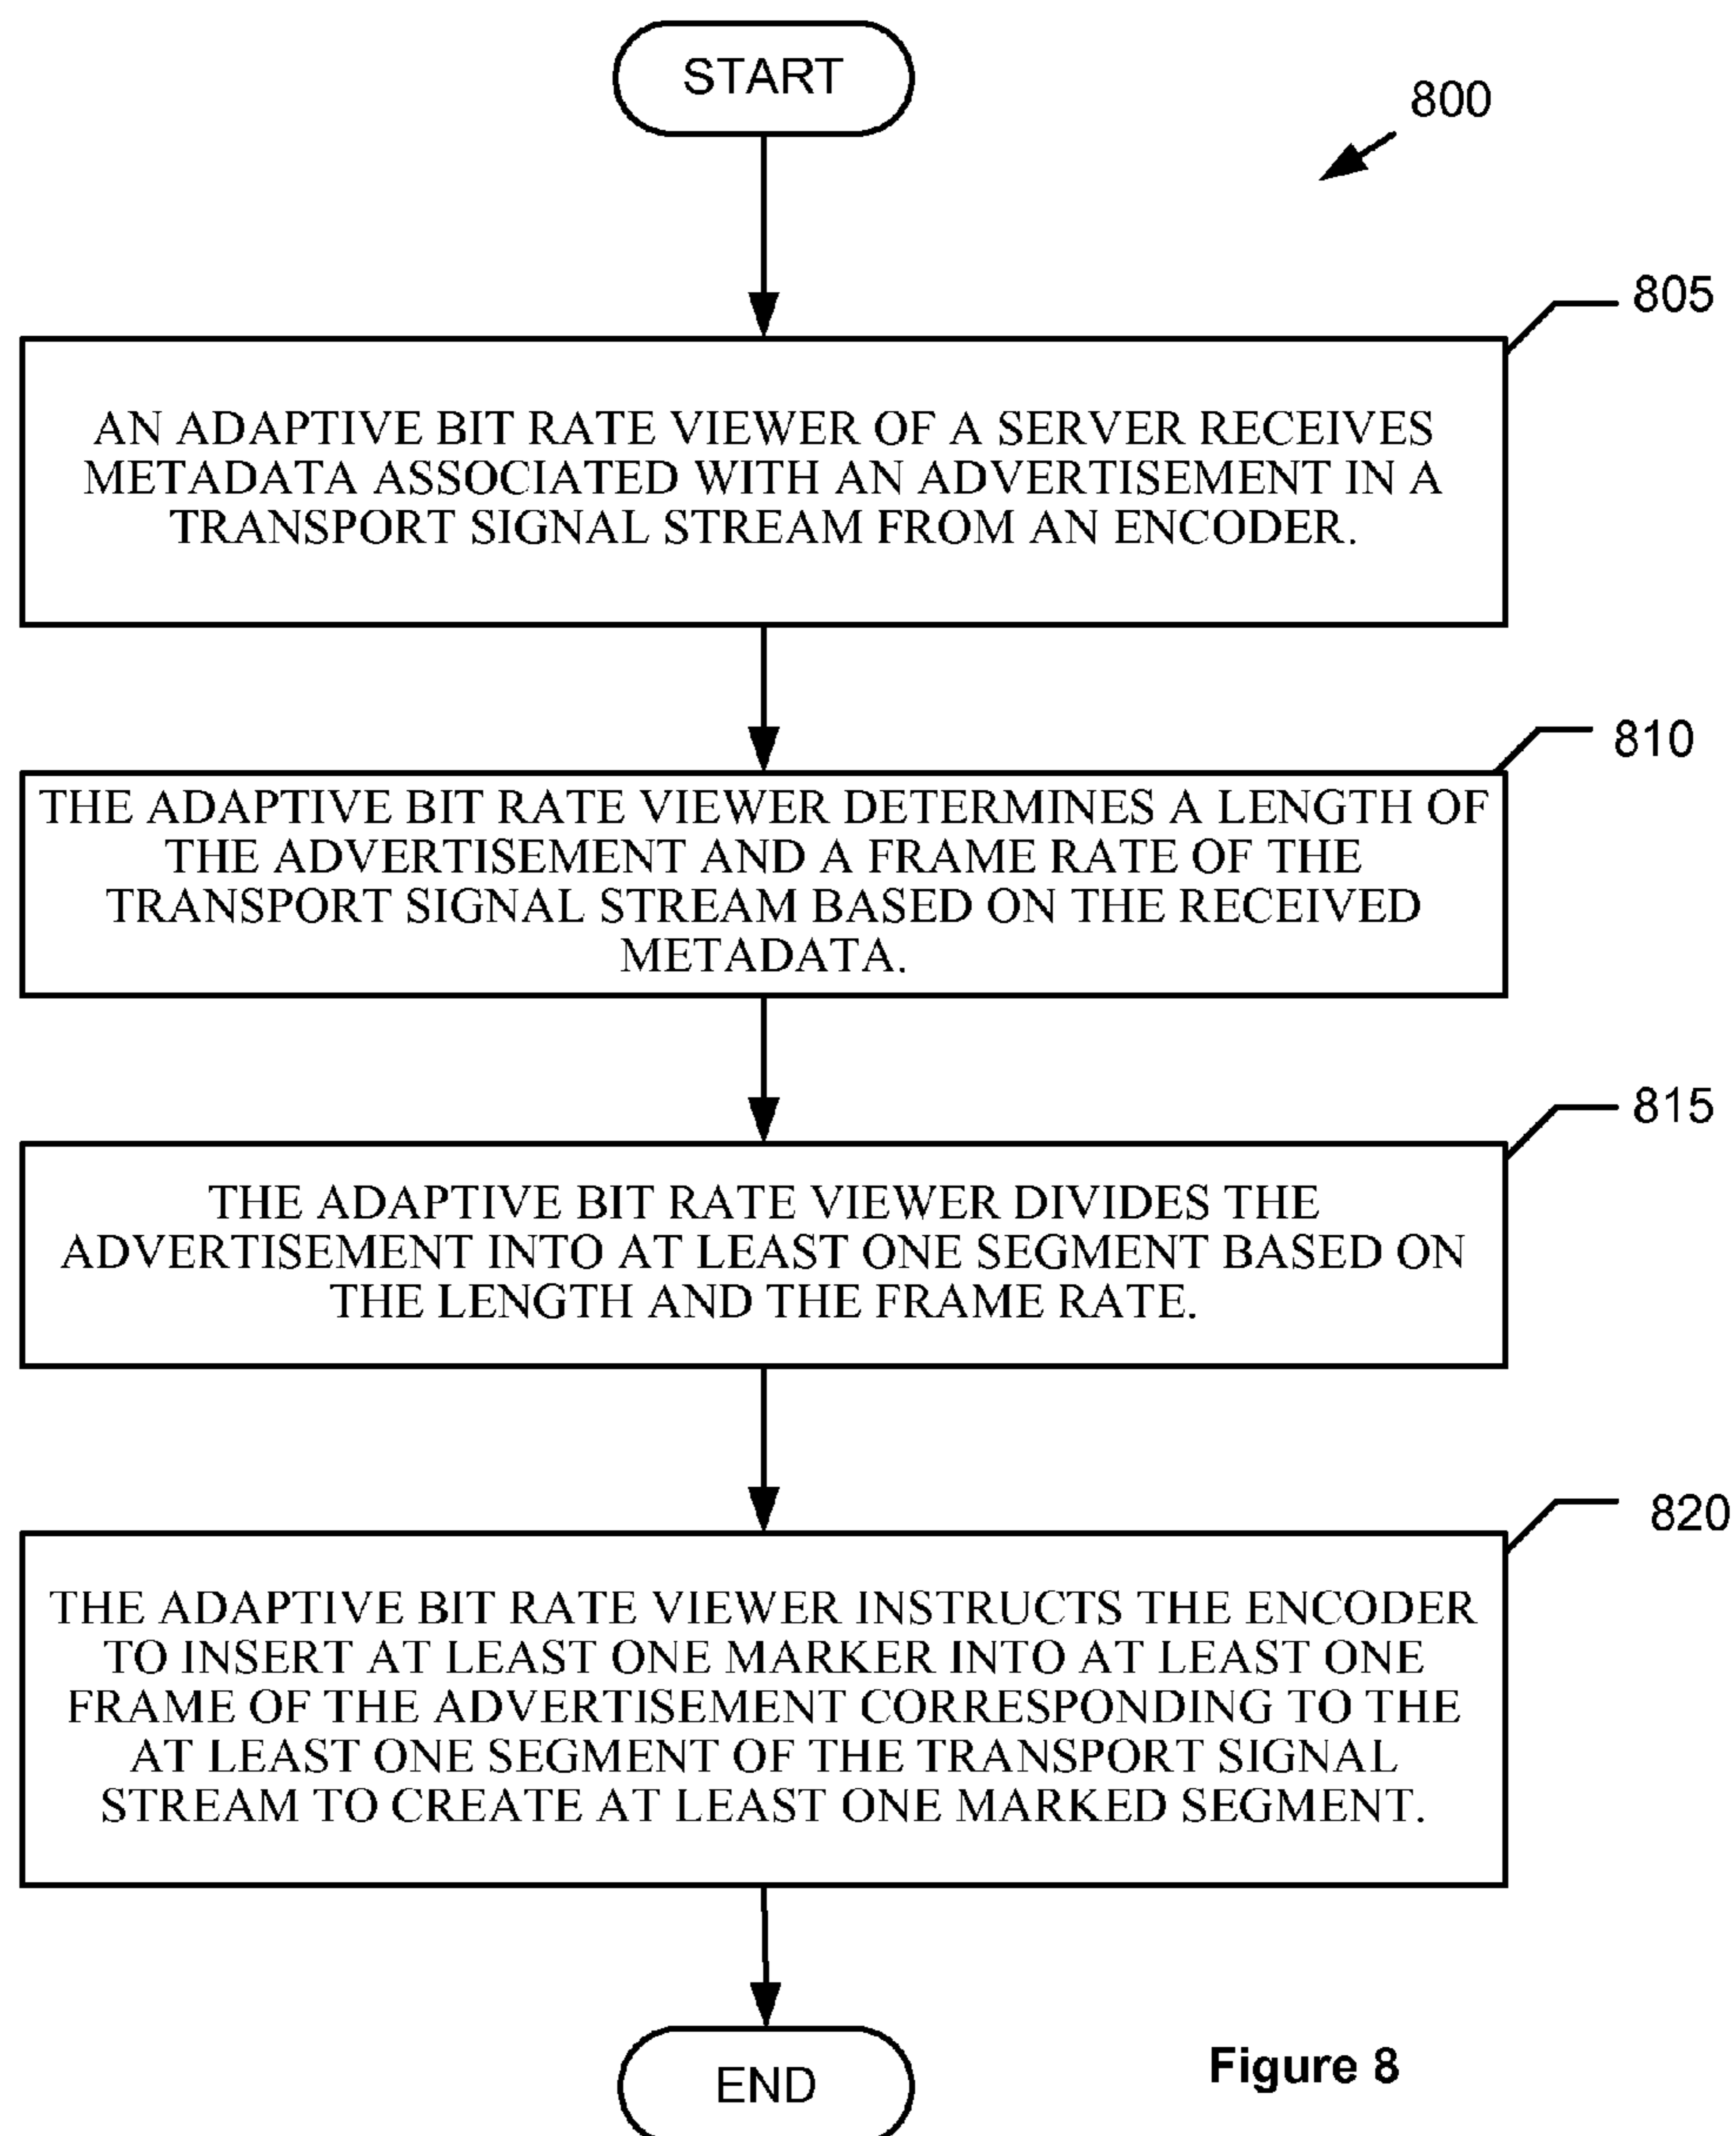 START
800
805
AN ADAPTIVE BIT RATE VIEWER OF A SERVER RECEIVES
METADATA ASSOCIATED WITH AN ADVERTISEMENT IN A
TRANSPORT SIGNAL STREAM FROM AN ENCODER.
810
THE ADAPTIVE BIT RATE VIEWER DETERMINES A LENGTH OF
THE ADVERTISEMENT AND A FRAME RATE OF THE
TRANSPORT SIGNAL STREAM BASED ON THE RECEIVED
METADATA.
815
THE ADAPTIVE BIT RATE VIEWER DIVIDES THE
ADVERTISEMENT INTO AT LEAST ONE SEGMENT BASED ON
THE LENGTH AND THE FRAME RATE.
820
THE ADAPTIVE BIT RATE VIEWER INSTRUCTS THE ENCODER
TO INSERT AT LEAST ONE MARKER INTO AT LEAST ONE
FRAME OF THE ADVERTISEMENT CORRESPONDING TO THE
AT LEAST ONE SEGMENT OF THE TRANSPORT SIGNAL
STREAM TO CREATE AT LEAST ONE MARKED SEGMENT.
END
Figure 8